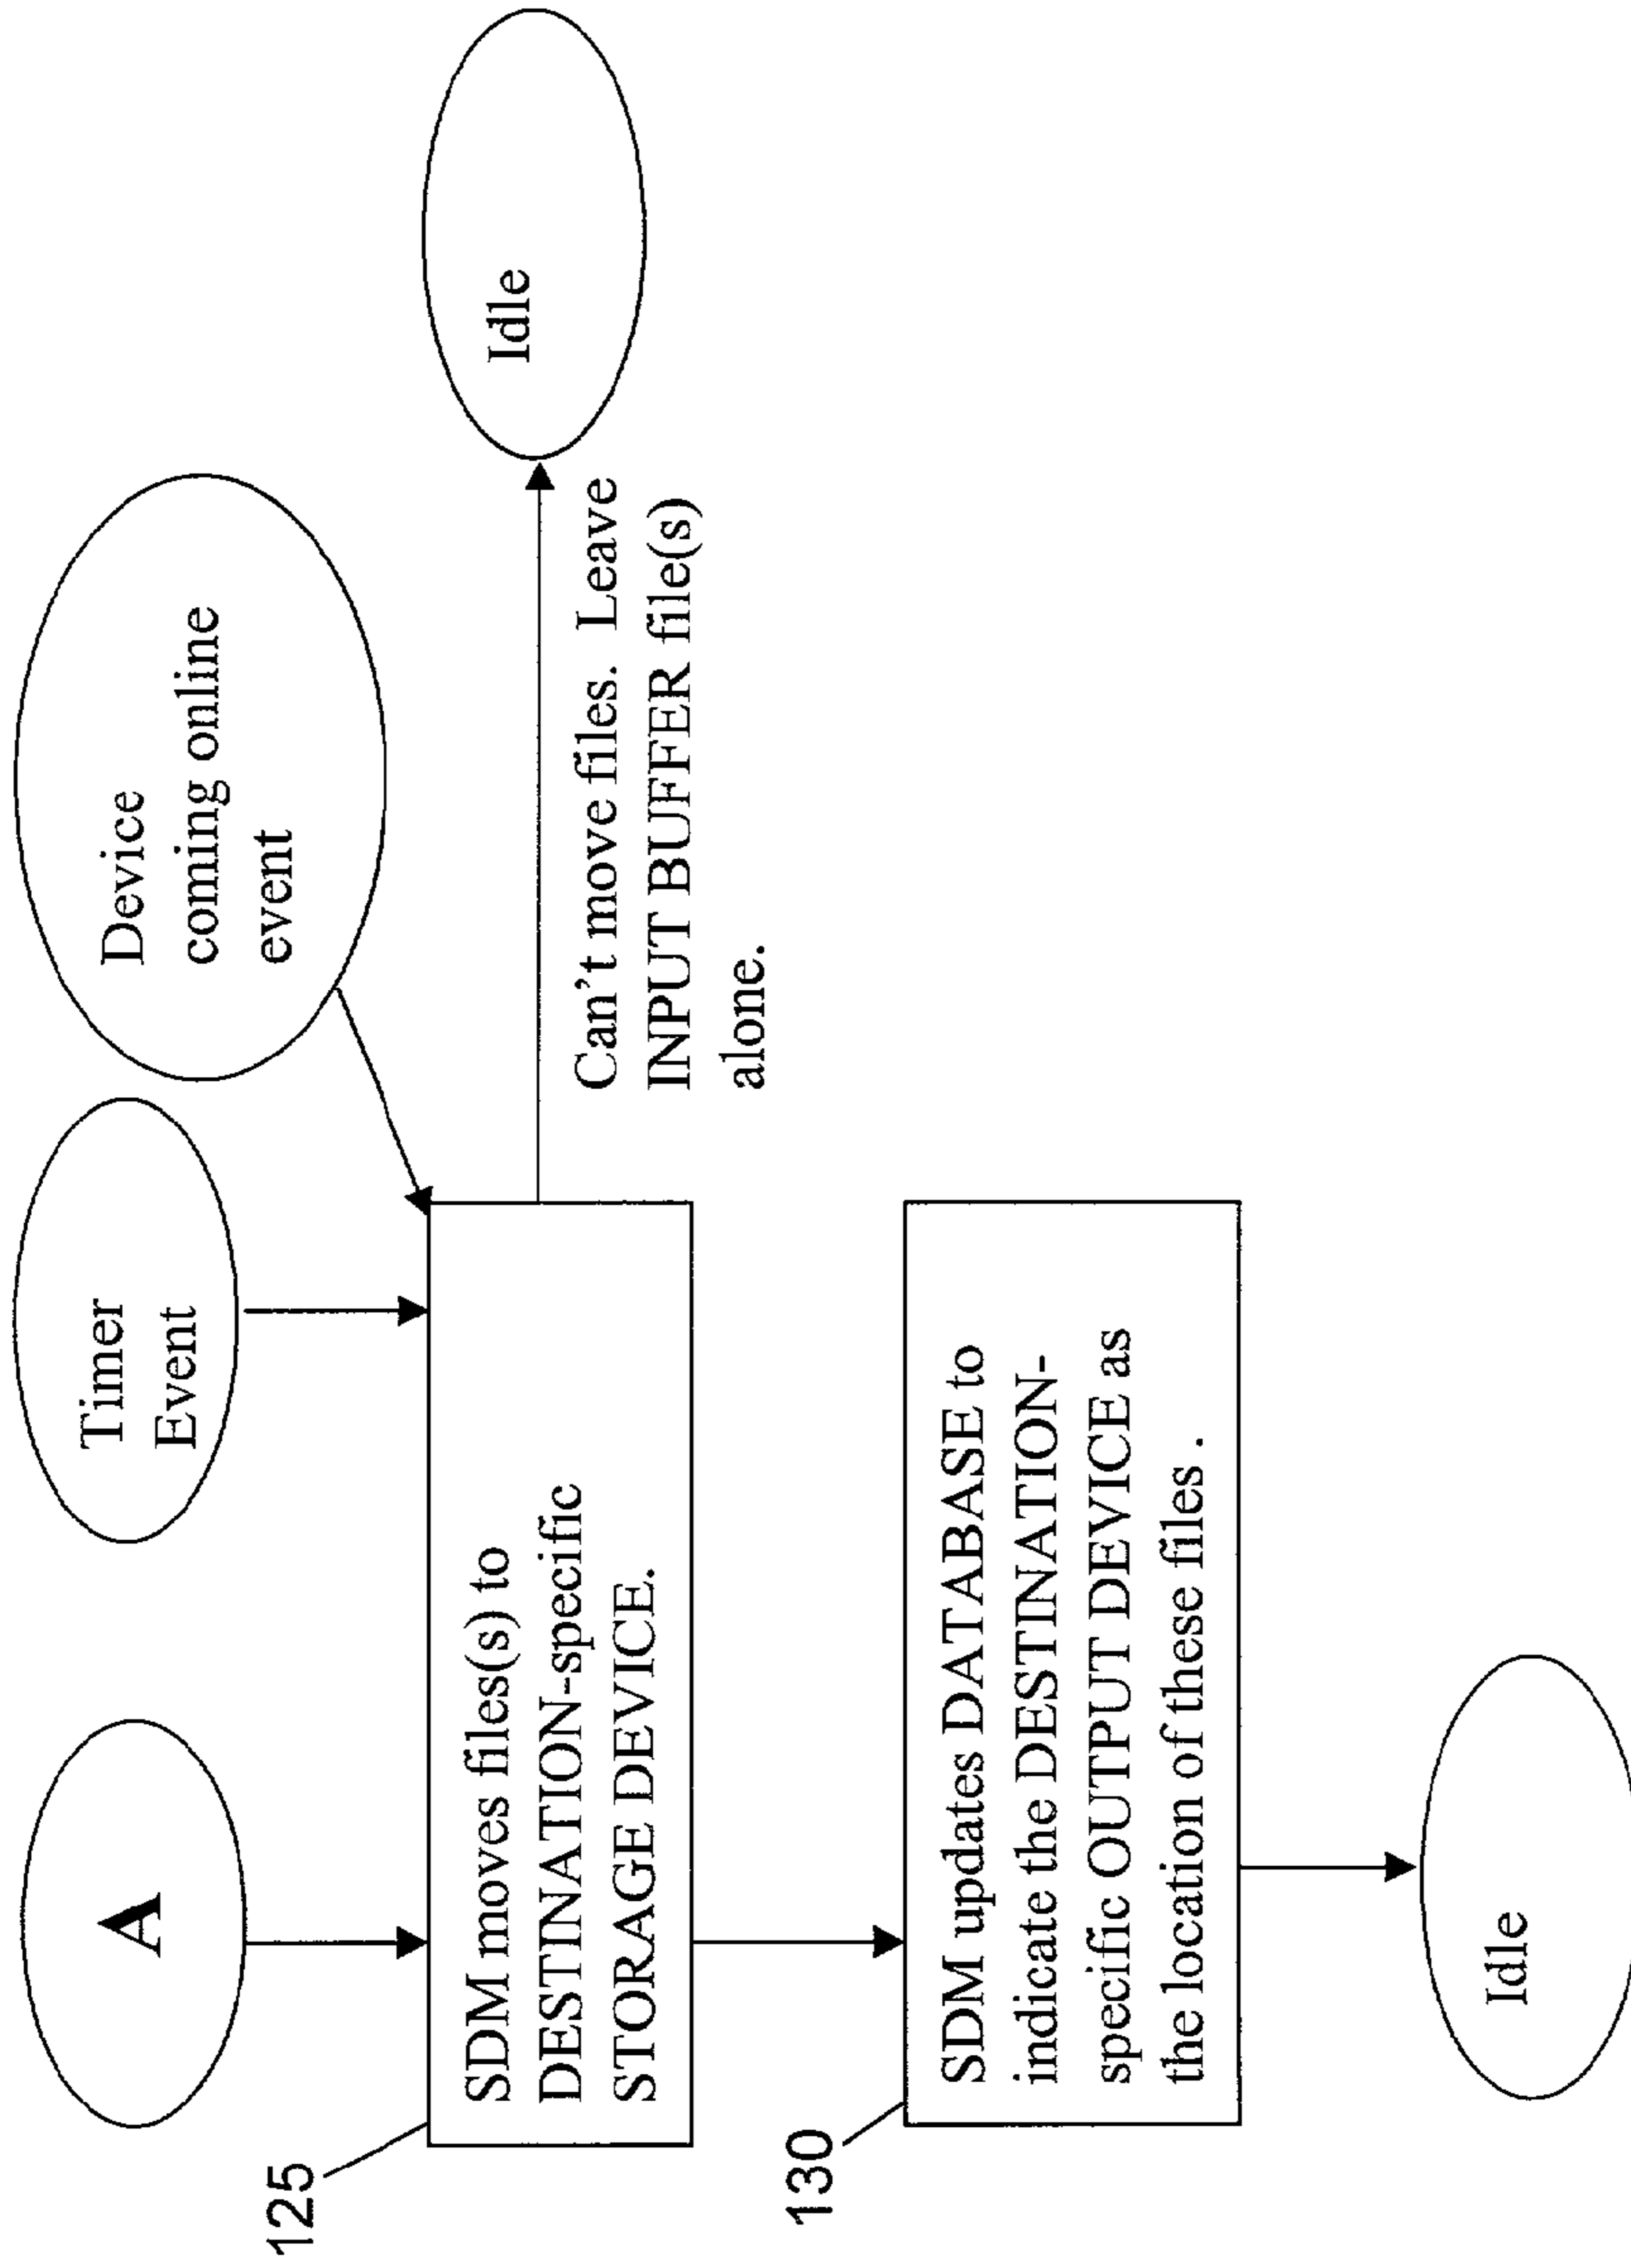 A
Timer
Event
Device
coming online
event
125
SDM moves files(s) to
DESTINATION-specific
STORAGE DEVICE.
Can't move files. Leave
INPUT BUFFER file(s)
alone.
Idle
130
SDM updates DATABASE to
indicate the DESTINATION-
specific OUTPUT DEVICE as
the location of these files .
Idle